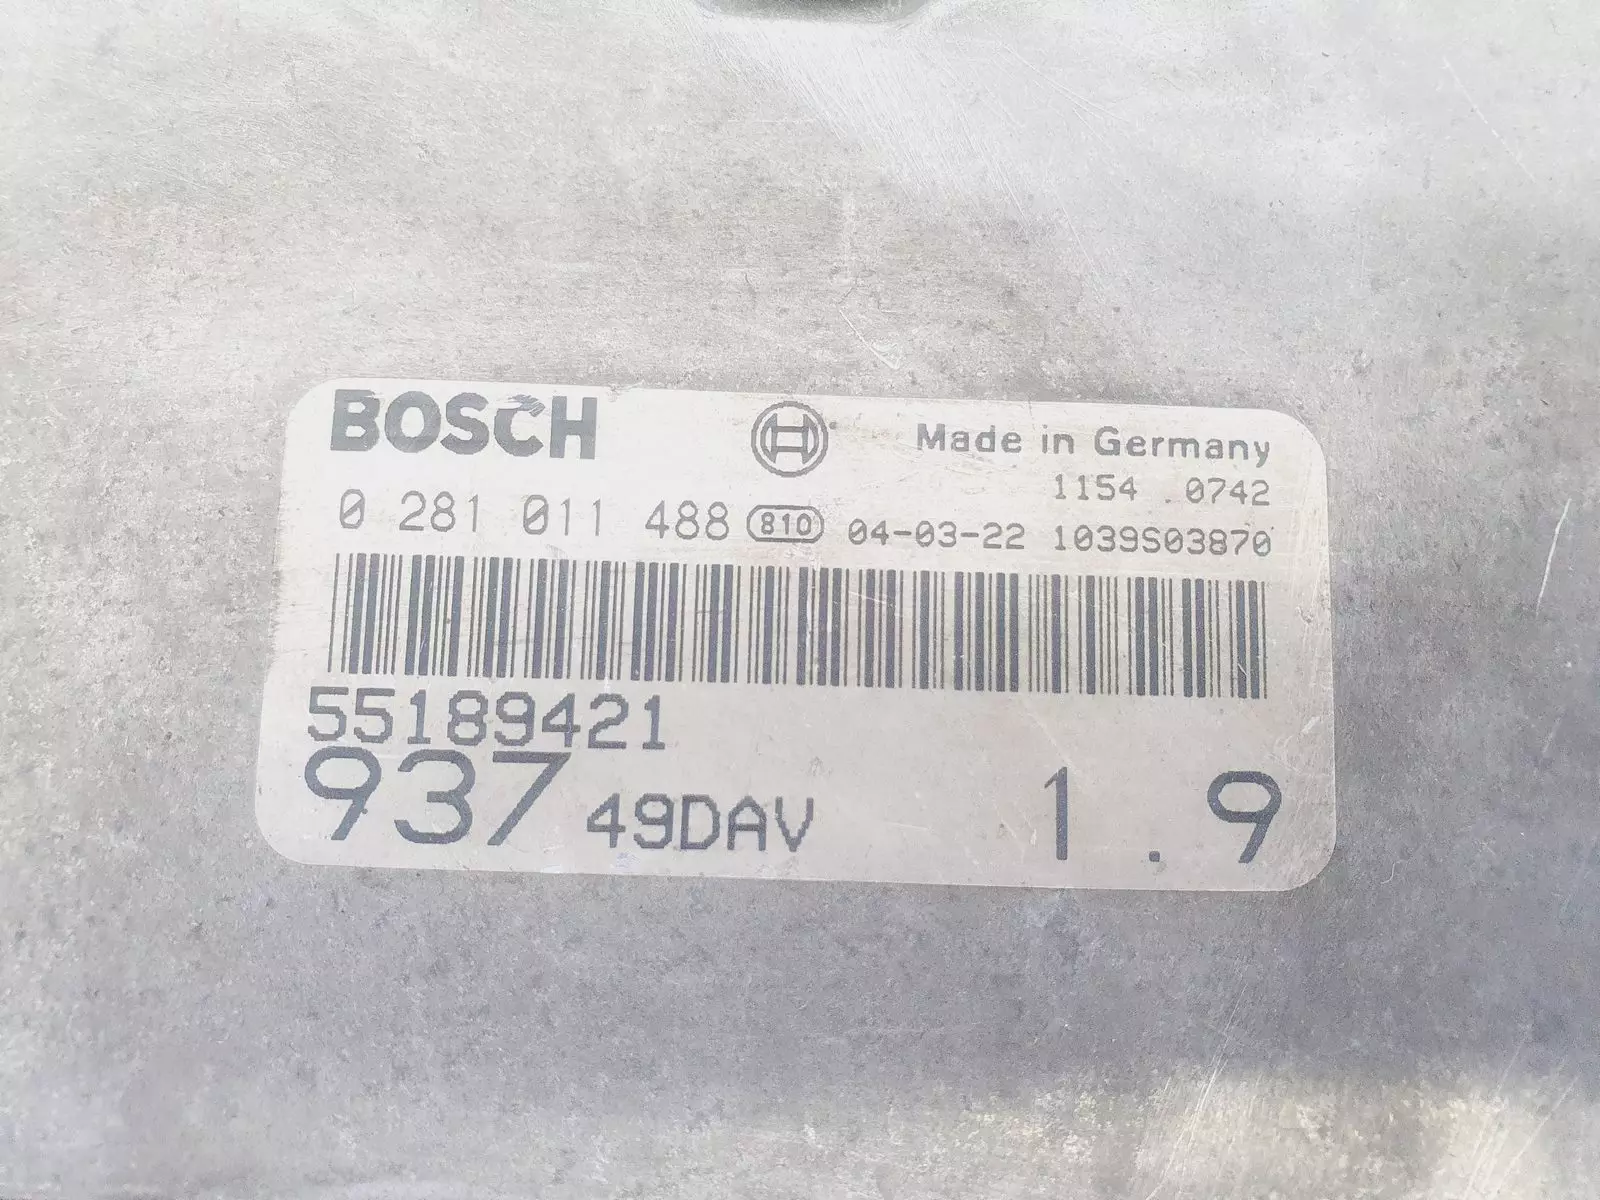 BOSCH Made in Germany
1154 .0742
0 281 011 488 810 04-03-22 1039S03870
55189421
937 49DAV 1.9